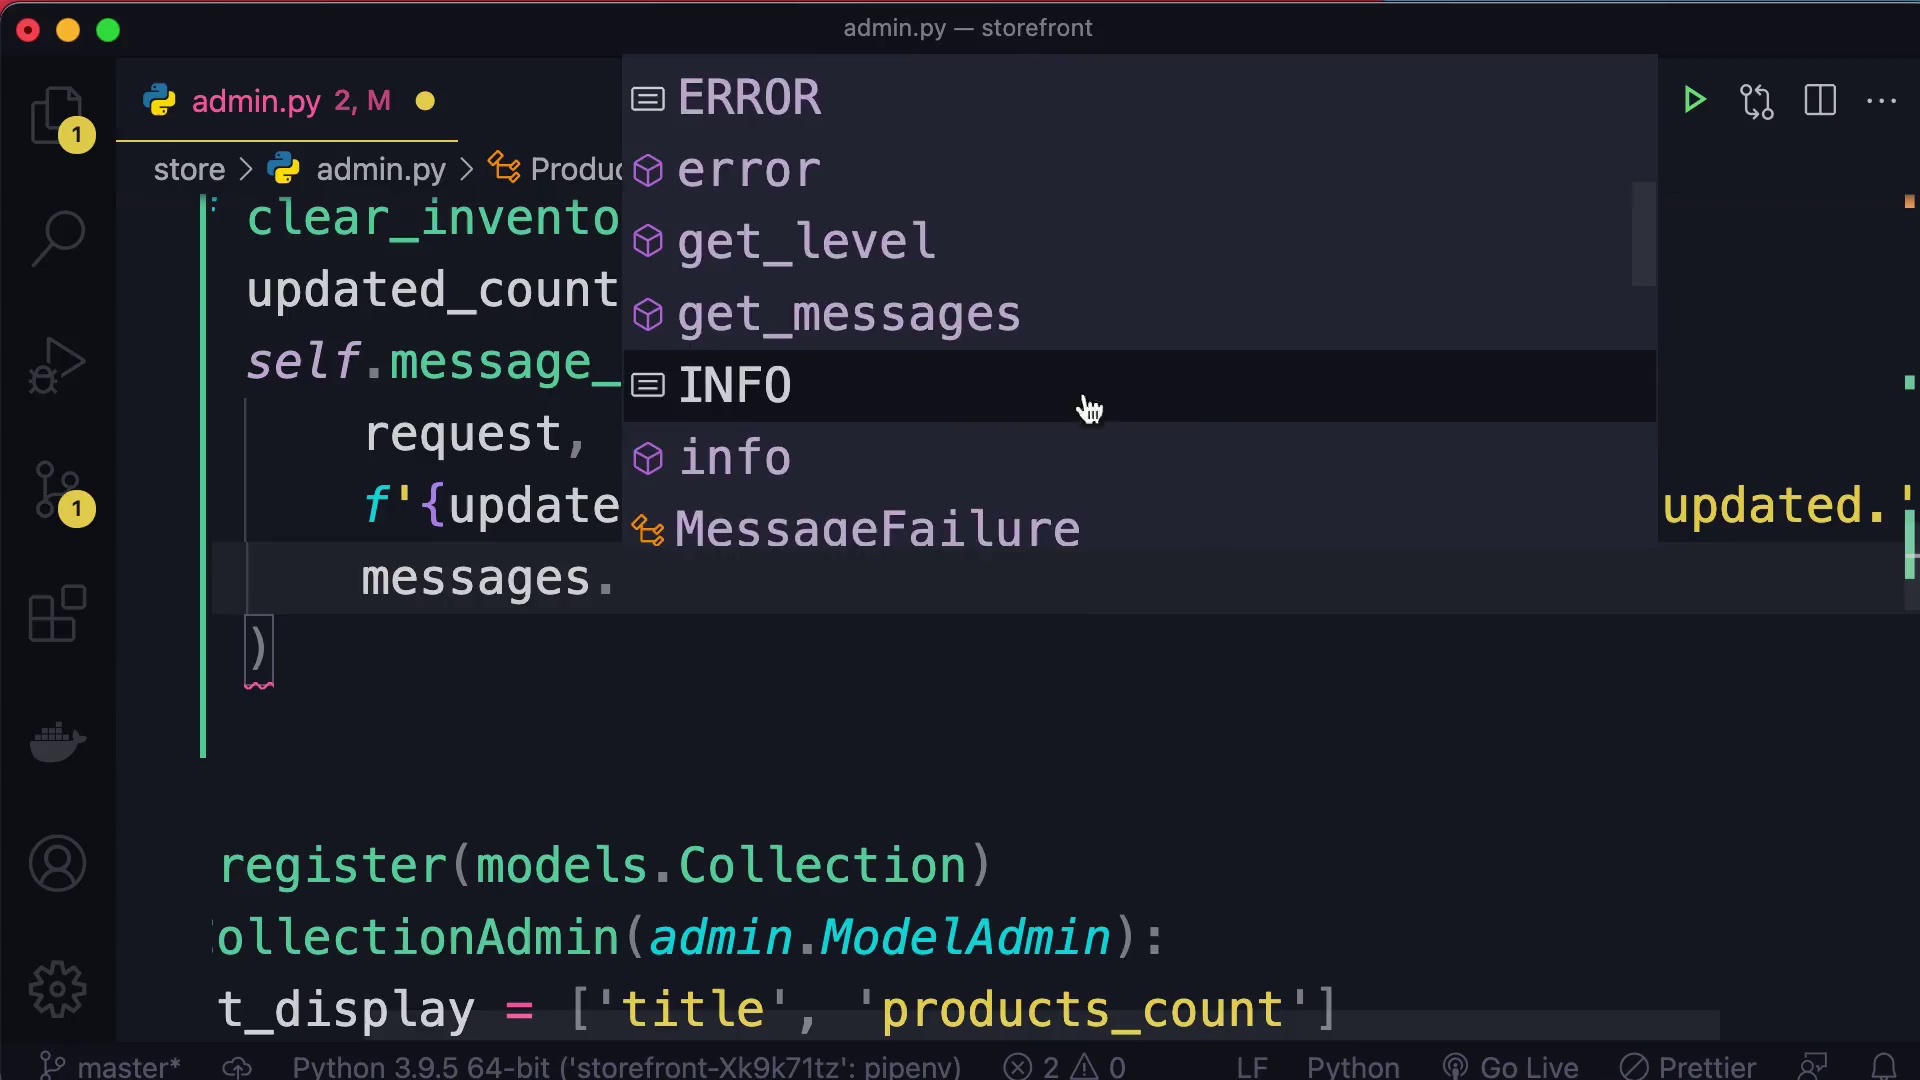 admin.py — storefront
admin.py 2, M
1
store > admin.py > Produc
clear_invento
updated_count
self.message_
request,
f'{update
updated.'
messages.
)
ERROR
error
get_level
get_messages
INFO
info
MessageFailure
1
register(models.Collection)
ollectionAdmin(admin.ModelAdmin):
t_display = ['title', 'products_count']
master* Python 3.9.5 64-bit ('storefront-Xk9k71tz': pipenv) 2 0 LF Python Go Live Prettier